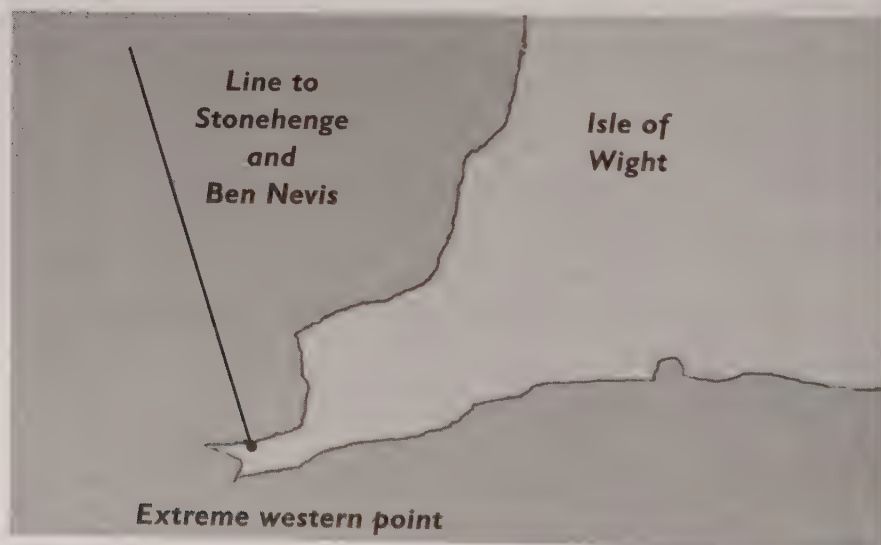 Line to
Stonehenge
and
Ben Nevis
Isle of
Wight
Extreme western point